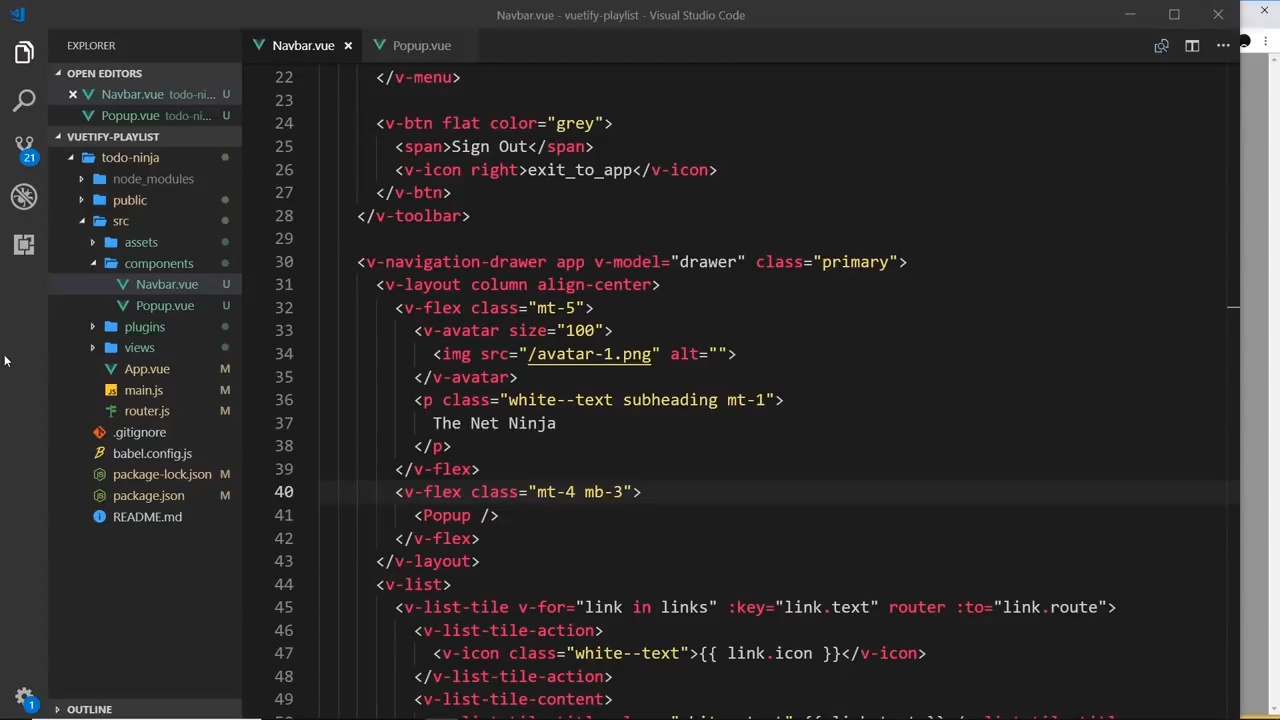 Navbar.vue - vuetify-playlist - Visual Studio Code
EXPLORER
Navbar.vue
Popup.vue
OPEN EDITORS
Navbar.vue todo-ni... U
Popup.vue todo-ni... U
VUETIFY-PLAYLIST
todo-ninja
node_modules
public
src
assets
components
Navbar.vue U
Popup.vue U
plugins
views
App.vue M
main.js M
router.js M
.gitignore
babel.config.js
package-lock.json M
package.json M
README.md
OUTLINE
21
1
22 </v-menu>
23
24 <v-btn flat color="grey">
25 <span>Sign Out</span>
26 <v-icon right>exit_to_app</v-icon>
27 </v-btn>
28 </v-toolbar>
29
30 <v-navigation-drawer app v-model="drawer" class="primary">
31 <v-layout column align-center>
32 <v-flex class="mt-5">
33 <v-avatar size="100">
34 <img src="/avatar-1.png" alt="">
35 </v-avatar>
36 <p class="white--text subheading mt-1">
37 The Net Ninja
38 </p>
39 </v-flex>
40 <v-flex class="mt-4 mb-3">
41 <Popup />
42 </v-flex>
43 </v-layout>
44 <v-list>
45 <v-list-tile v-for="link in links" :key="link.text" router :to="link.route">
46 <v-list-tile-action>
47 <v-icon class="white--text">{{ link.icon }}</v-icon>
48 </v-list-tile-action>
49 <v-list-tile-content>